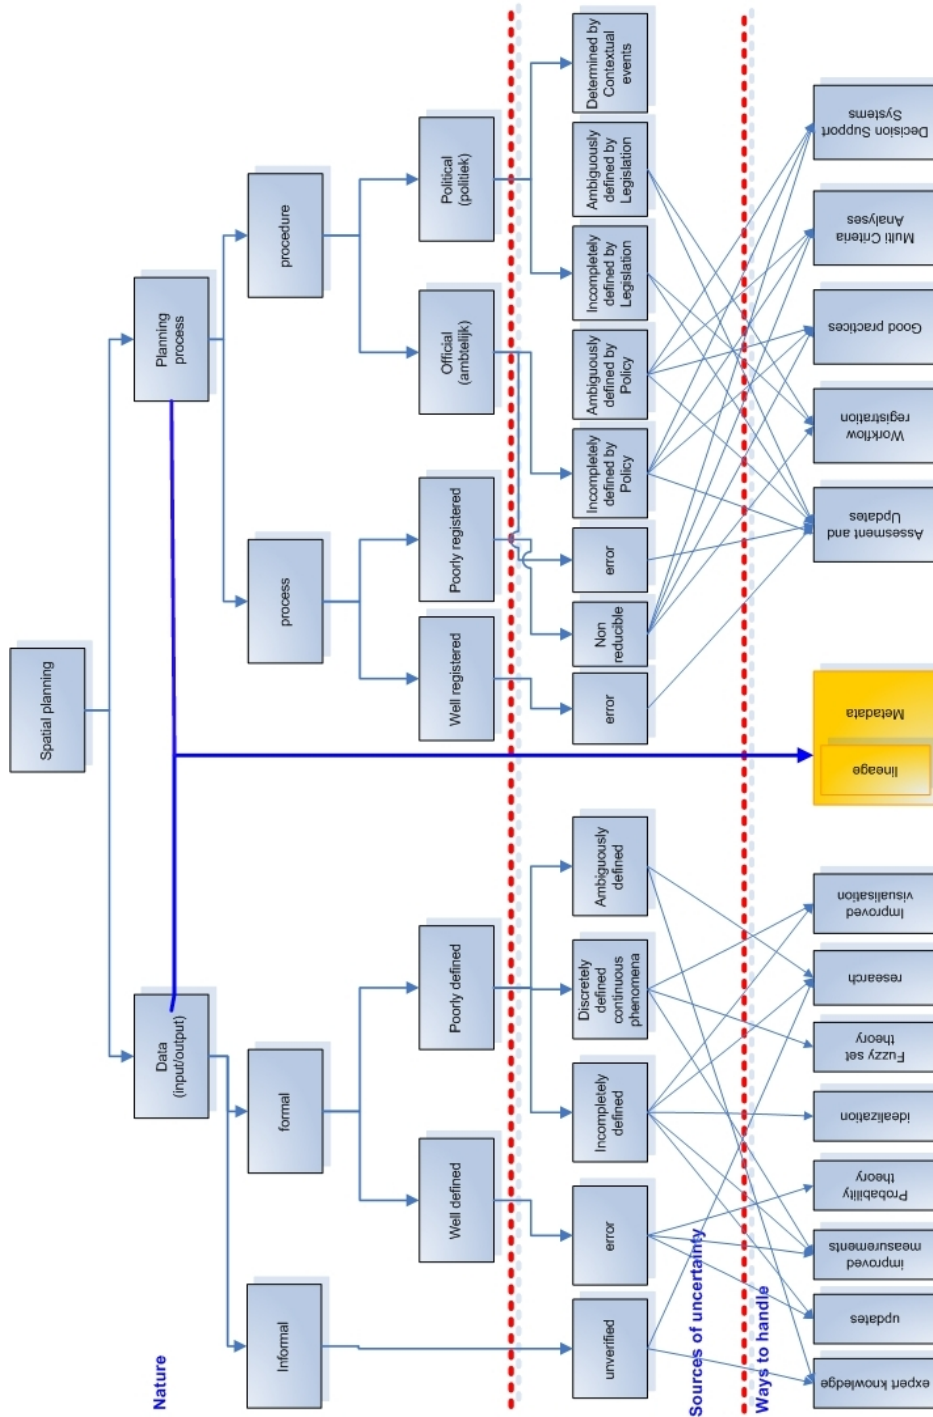 Spatial planning
Nature
Data
(input/output)
Planning
process
Informal
formal
process
procedure
Well defined
Poorly defined
Well registered
Poorly registered
Official
(ambtelijk)
Political
(politiek)
Sources of uncertainty
unverified
error
Incompletely
defined
Discretely
defined
continuous
phenomena
Ambiguously
defined
error
Non
reducible
error
Incompletely
defined by
Policy
Ambiguously
defined by
Policy
Incompletely
defined by
Legislation
Ambiguously
defined by
Legislation
Determined by
Contextual
events
Ways to handle
expert knowledge
updates
improved
measurements
Probability
theory
idealization
Fuzzy set
theory
research
Improved
visualisation
lineage
Metadata
Assesment and
Updates
Workflow
registration
Good practices
Multi Criteria
Analyses
Decision Support
Systems